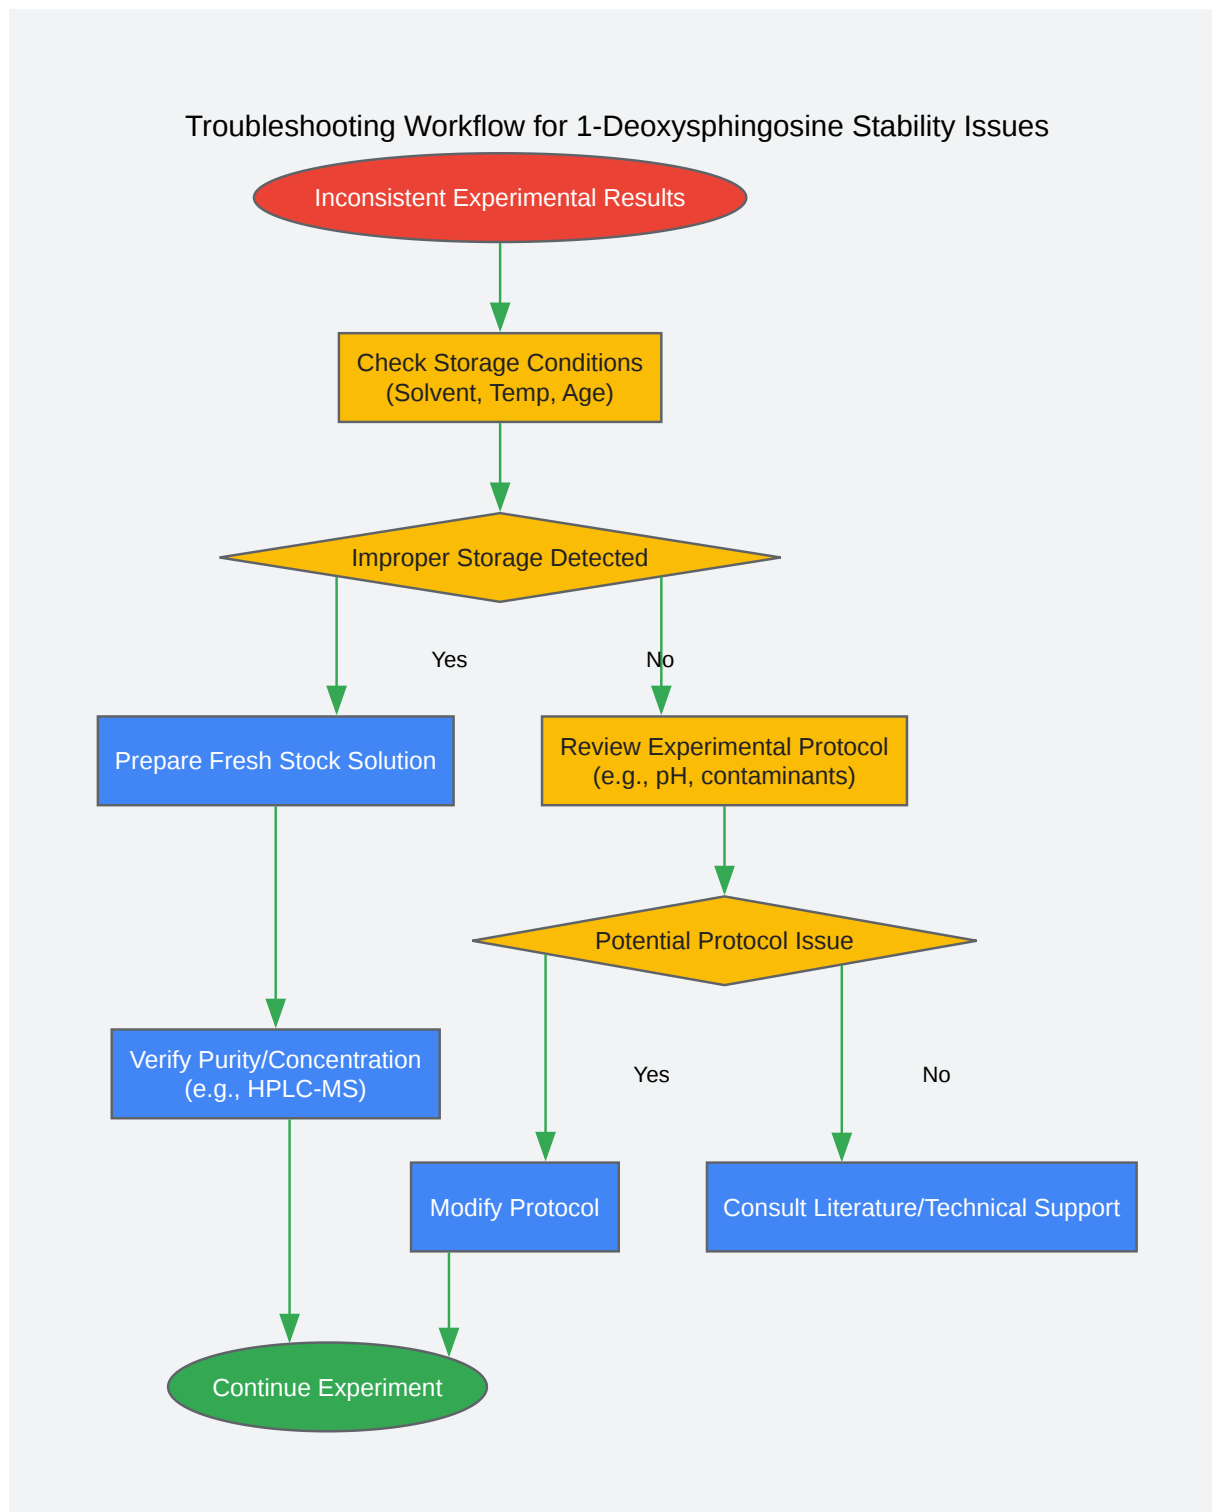 Troubleshooting Workflow for 1-Deoxysphingosine Stability Issues
Inconsistent Experimental Results
Check Storage Conditions
(Solvent, Temp, Age)
Improper Storage Detected
Yes
No
Prepare Fresh Stock Solution
Review Experimental Protocol
(e.g., pH, contaminants)
Potential Protocol Issue
Verify Purity/Concentration
(e.g., HPLC-MS)
Yes
No
Modify Protocol
Consult Literature/Technical Support
Continue Experiment